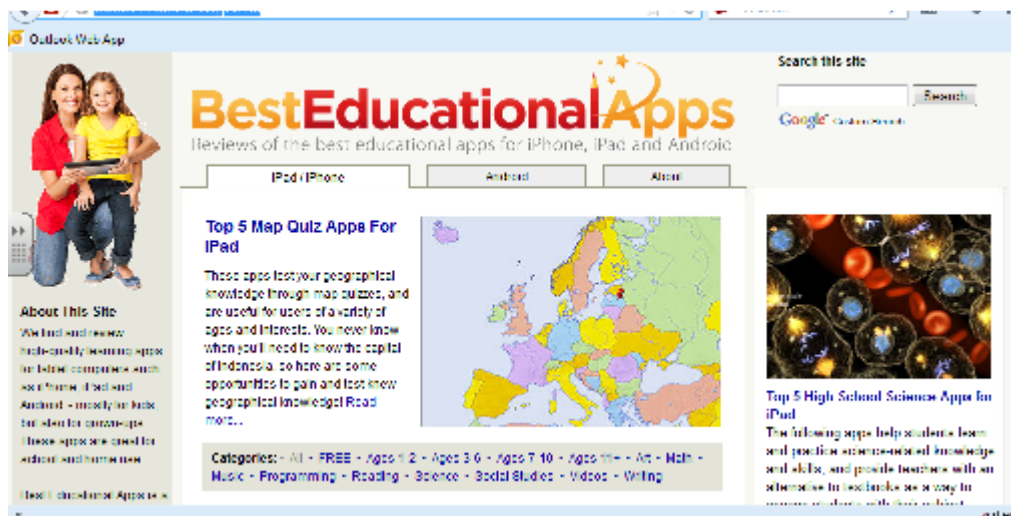 Outlook Web App
Search this site
Search
Google Custom Search
BestEducationalApps
Reviews of the best educational apps for iPhone, iPad and Android
iPad / iPhone
Android
About
Top 5 Map Quiz Apps For
iPad
These apps test your geographical
knowledge through map quizzes, and
are useful for users of a variety of
ages and interests. You never know
when you'll need to know the capital
of Indonesia, so here are some
opportunities to gain and test knew
geographical knowledge! Read
more...
Categories: - All - FREE - Ages 1-2 - Ages 3-6 - Ages 7-10 - Ages 11+ - Art - Math -
Music - Programming - Reading - Science - Social Studies - Videos - Writing
About This Site
We find and review
high-quality learning apps
for tablet computers such
as iPhone, iPad and
Android - mostly for kids
but also for grown-ups.
These apps are great for
school and home use.
Best Educational Apps is a
Top 5 High School Science Apps for
iPad
The following apps help students learn
and practice science-related knowledge
and skills, and provide teachers with an
alternative to textbooks as a way to